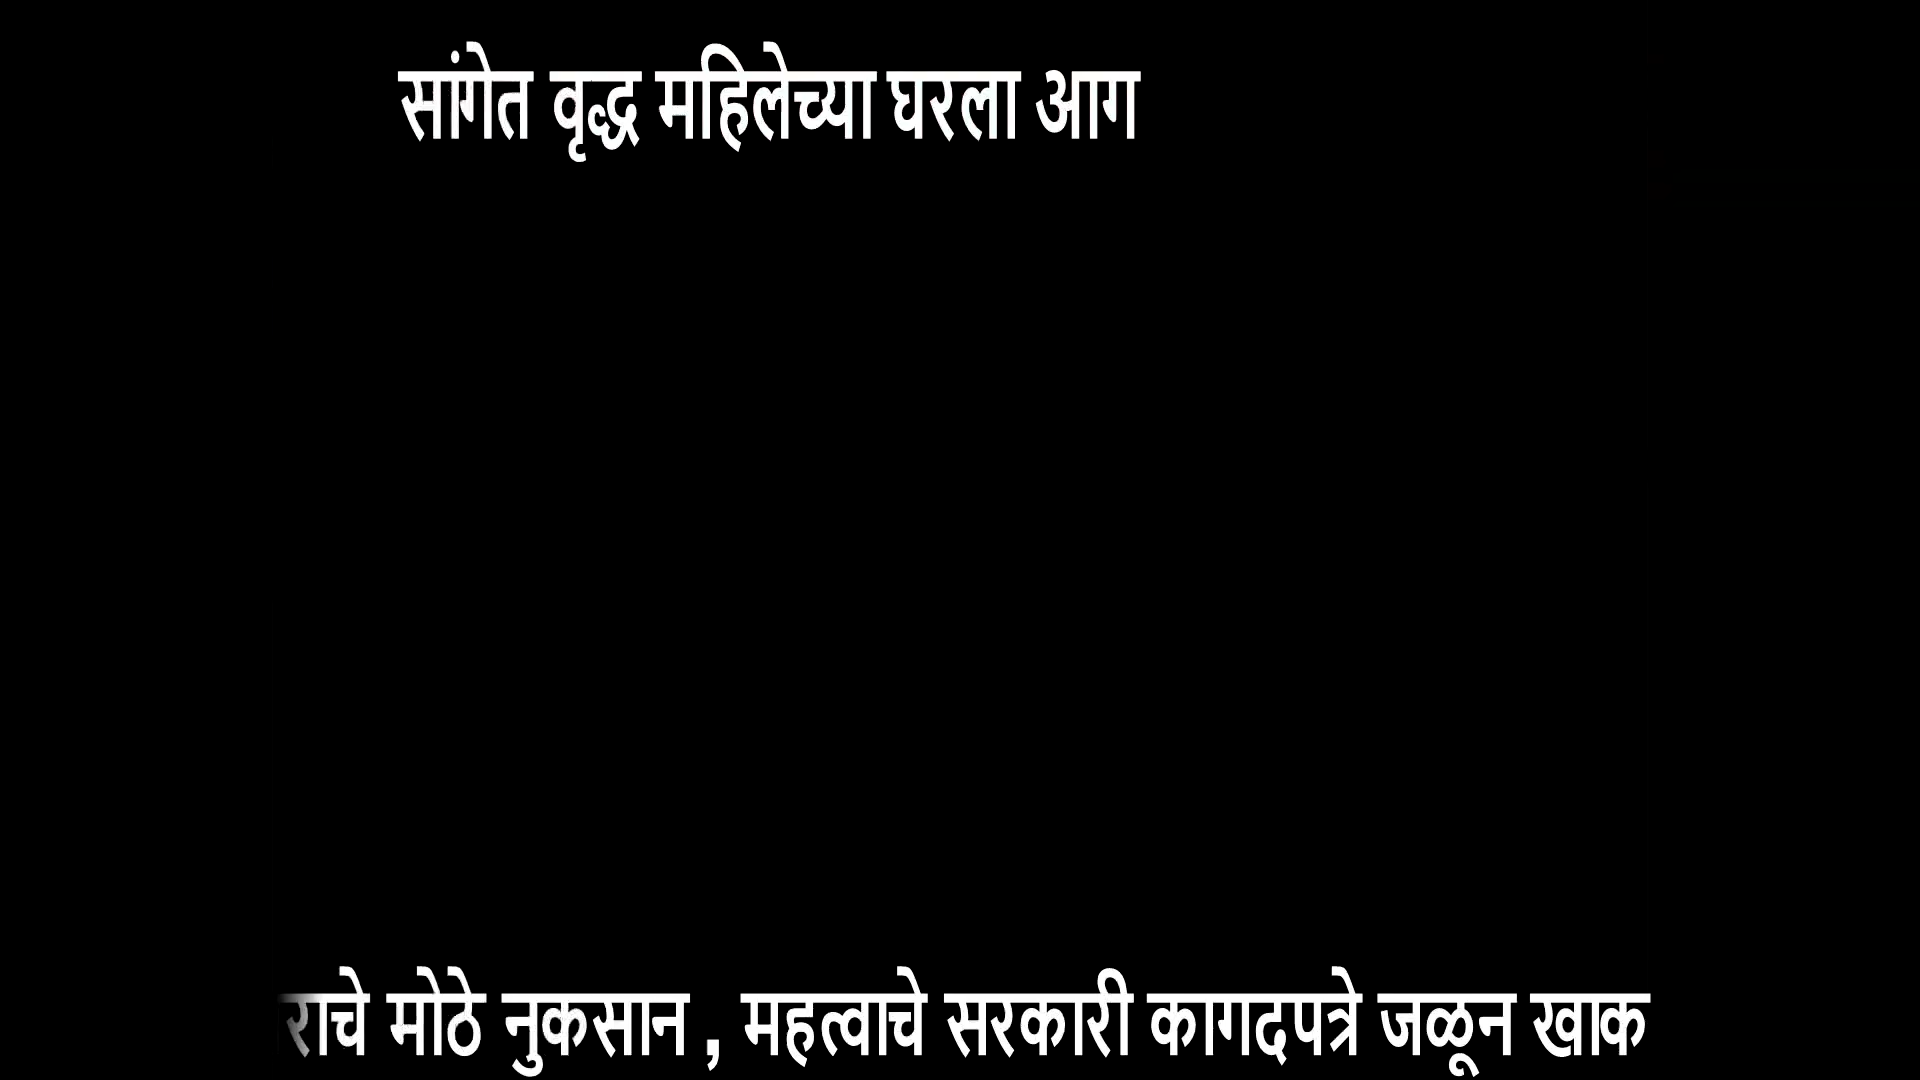 सांगेत वृद्ध महिलेच्या घरला आग
राचे मोठे नुकसान , महत्वाचे सरकारी कागदपत्रे जळून खाक